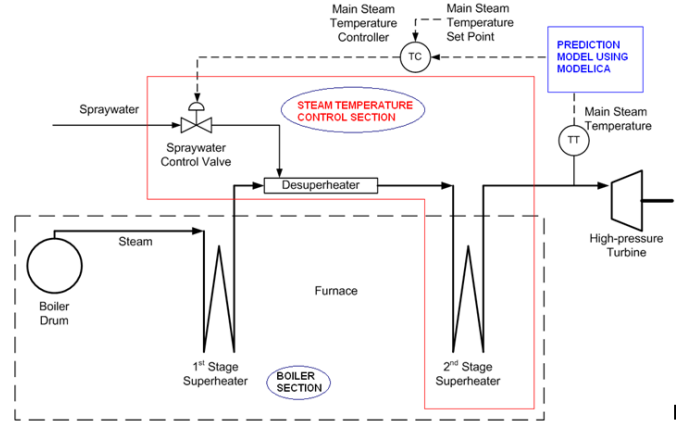 Main Steam
Temperature
Controller
Main Steam
Temperature
Set Point
TC
PREDICTION
MODEL USING
MODELICA
Spraywater
STEAM TEMPERATURE
CONTROL SECTION
Main Steam
Temperature
TT
Spraywater
Control Valve
Desuperheater
High-pressure
Turbine
Steam
Boiler
Drum
Furnace
1st Stage
Superheater
BOILER
SECTION
2nd Stage
Superheater